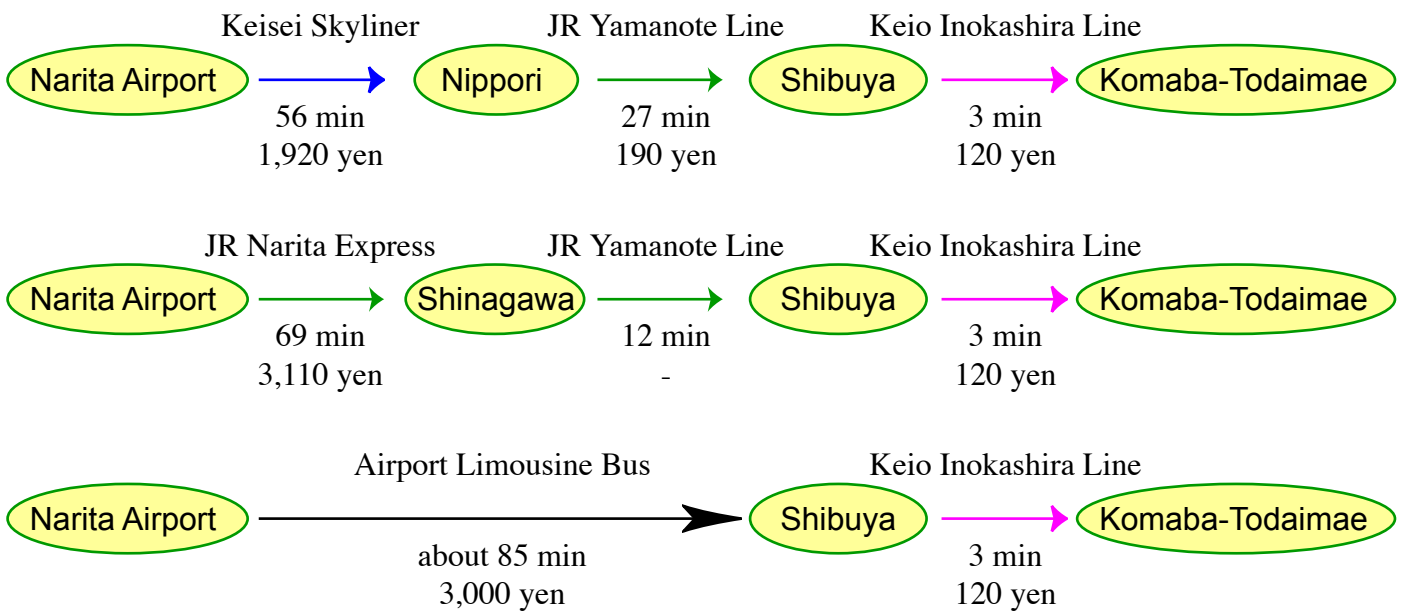 Keisei Skyliner JR Yamanote Line Keio Inokashira Line
Narita Airport Nippori Shibuya Komaba-Todaimae
56 min 27 min 3 min
1,920 yen 190 yen 120 yen
JR Narita Express JR Yamanote Line Keio Inokashira Line
Narita Airport Shinagawa Shibuya Komaba-Todaimae
69 min 12 min 3 min
3,110 yen - 120 yen
Airport Limousine Bus Keio Inokashira Line
Narita Airport Shibuya Komaba-Todaimae
about 85 min 3 min
3,000 yen 120 yen